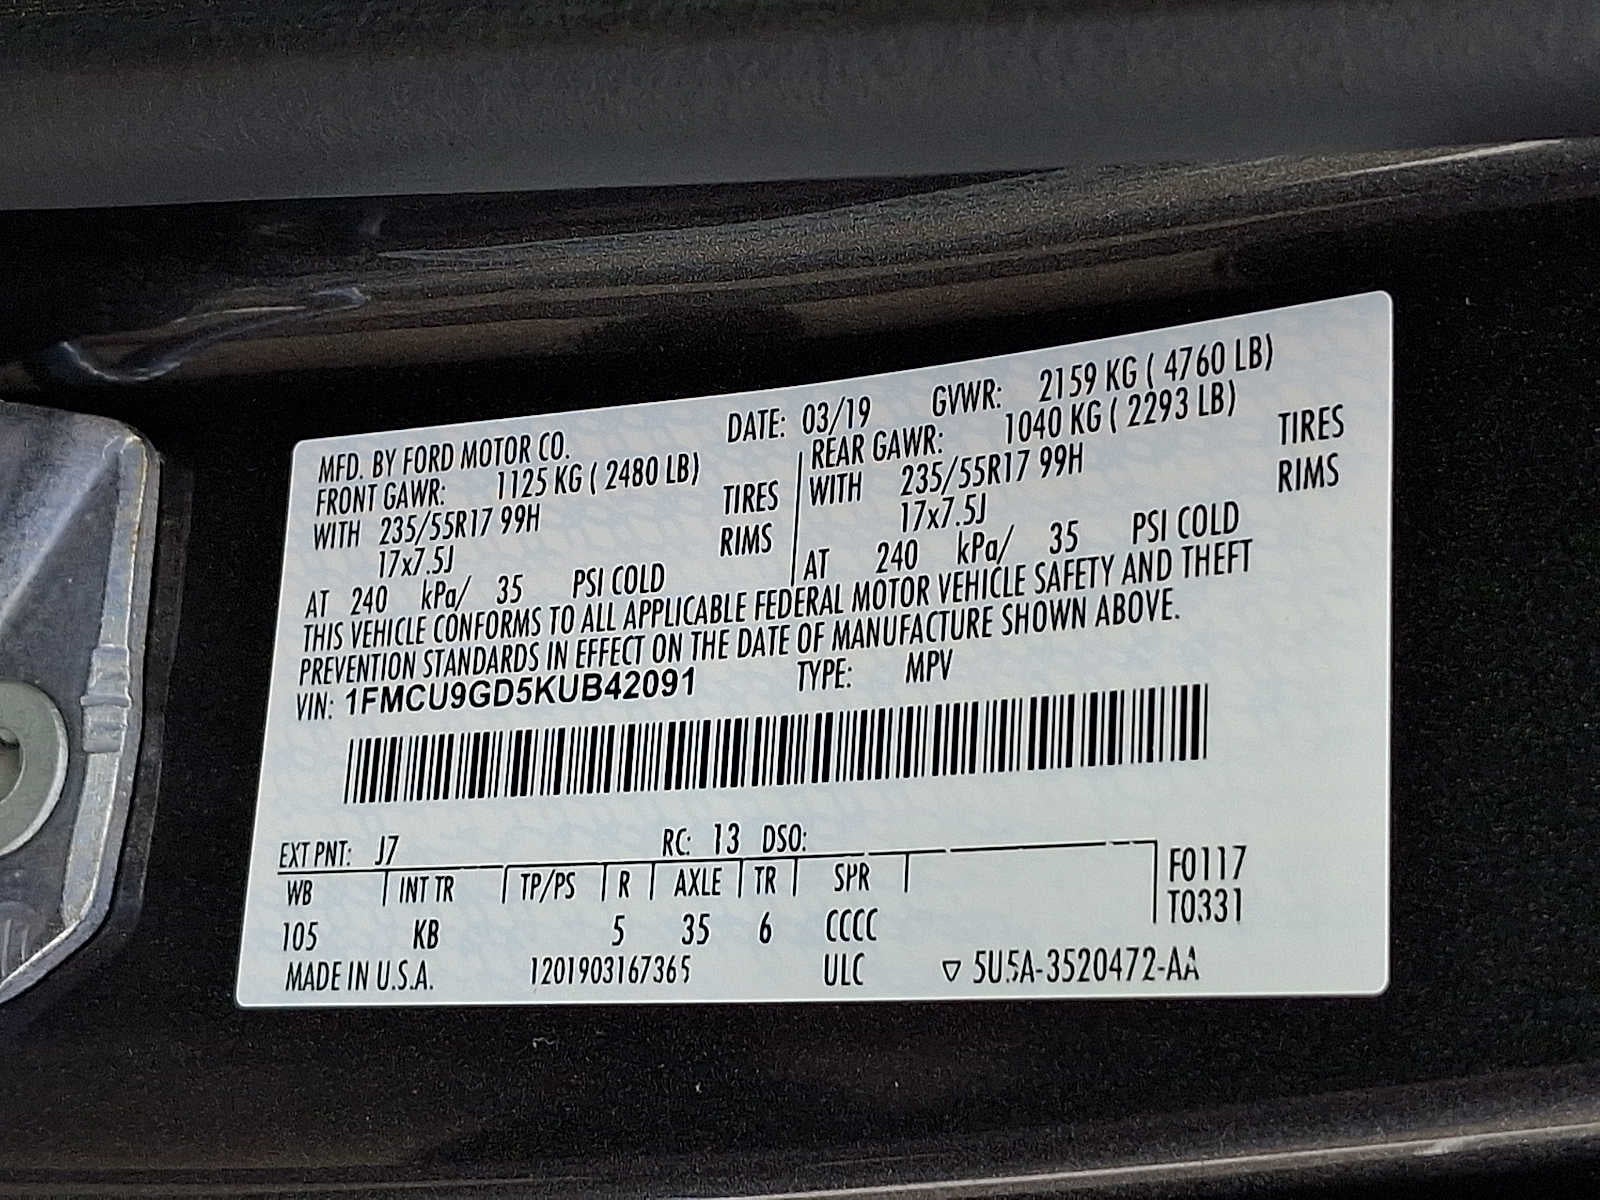 MFD. BY FORD MOTOR CO. DATE: 03/19 GVWR: 2159 KG ( 4760 LB)
FRONT GAWR: 1125 KG ( 2480 LB) REAR GAWR: 1040 KG ( 2293 LB)
WITH 235/55R17 99H TIRES WITH 235/55R17 99H TIRES
17x7.5J RIMS 17x7.5J RIMS
AT 240 kPa/ 35 PSI COLD AT 240 kPa/ 35 PSI COLD
THIS VEHICLE CONFORMS TO ALL APPLICABLE FEDERAL MOTOR VEHICLE SAFETY AND THEFT
PREVENTION STANDARDS IN EFFECT ON THE DATE OF MANUFACTURE SHOWN ABOVE.
VIN: 1FMCU9GD5KUB42091 TYPE: MPV
EXT PNT: J7 RC: 13 DSO:
WB INT TR TP/PS R AXLE TR SPR F0117
105 KB 5 35 6 CCCC T0331
MADE IN U.S.A. 1201903167365 ULC ▽ 5U5A-3520472-AA